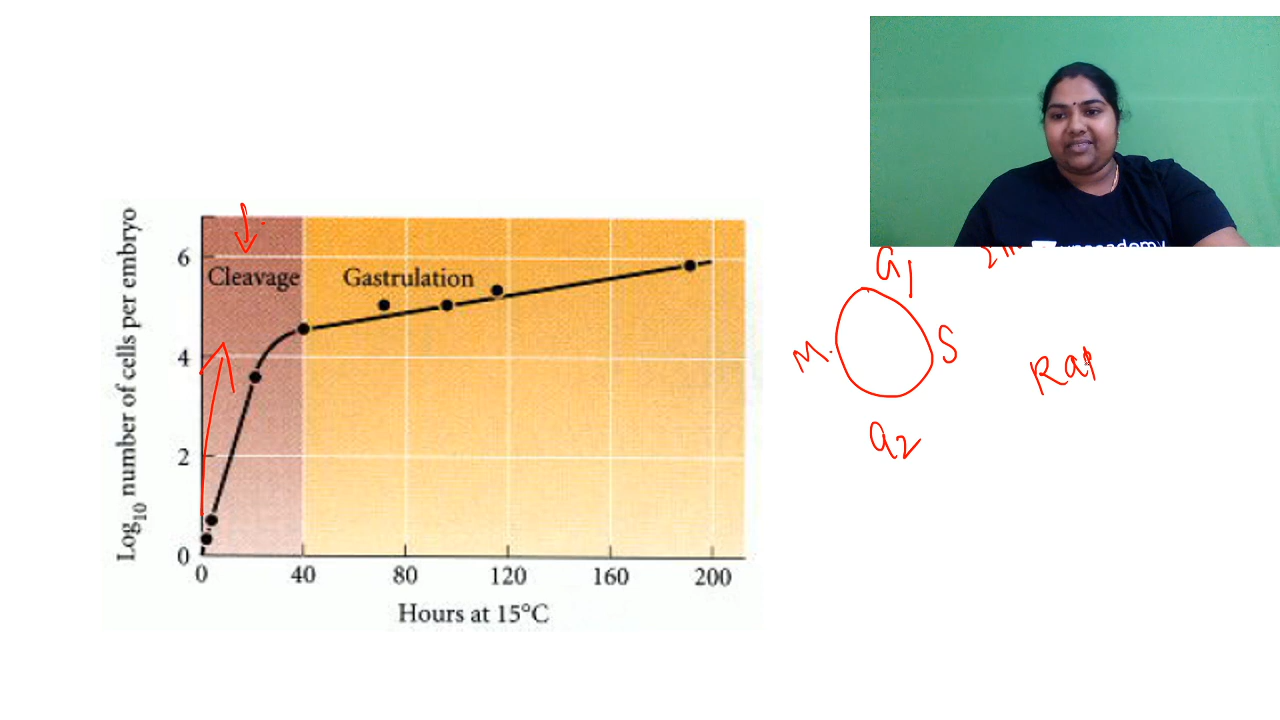 6
Cleavage
Gastrulation
4
2
0
0
40
80
120
160
200
Hours at 15°C
Log10 number of cells per embryo
G1
M
S
G2
Rap